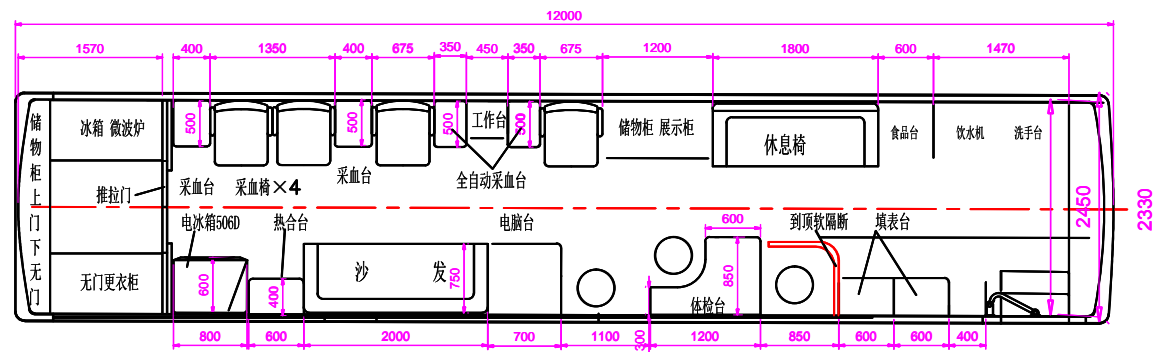 12000
1570
400
1350
400
675
350
450
350
675
1200
1800
600
1470
储物柜上门下无门
冰箱 微波炉
500
500
500
工作台
500
储物柜 展示柜
休息椅
食品台
饮水机
洗手台
推拉门
采血台
采血椅×4
采血台
全自动采血台
2450
2330
电冰箱506D
热合台
电脑台
600
到顶软隔断
填表台
无门更衣柜
600
400
沙 发
750
体检台
850
300
800
600
2000
700
1100
1200
850
600
600
400